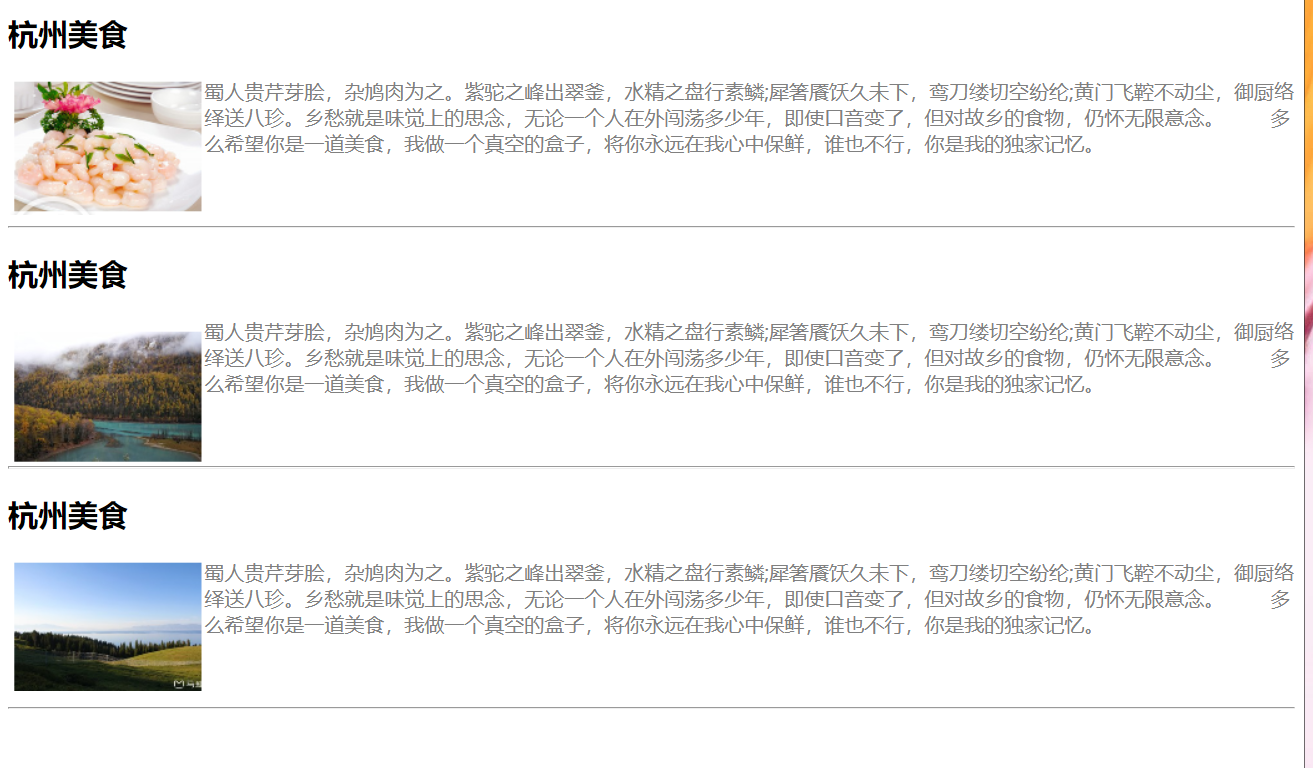 杭州美食
蜀人贵芹芽脍，杂鸠肉为之。紫驼之峰出翠釜，水精之盘行素鳞;犀箸餍饫久未下，鸾刀缕切空纷纶;黄门飞鞚不动尘，御厨络
绎送八珍。乡愁就是味觉上的思念，无论一个人在外闯荡多少年，即使口音变了，但对故乡的食物，仍怀无限意念。 多
么希望你是一道美食，我做一个真空的盒子，将你永远在我心中保鲜，谁也不行，你是我的独家记忆。
杭州美食
蜀人贵芹芽脍，杂鸠肉为之。紫驼之峰出翠釜，水精之盘行素鳞;犀箸餍饫久未下，鸾刀缕切空纷纶;黄门飞鞚不动尘，御厨络
绎送八珍。乡愁就是味觉上的思念，无论一个人在外闯荡多少年，即使口音变了，但对故乡的食物，仍怀无限意念。 多
么希望你是一道美食，我做一个真空的盒子，将你永远在我心中保鲜，谁也不行，你是我的独家记忆。
杭州美食
蜀人贵芹芽脍，杂鸠肉为之。紫驼之峰出翠釜，水精之盘行素鳞;犀箸餍饫久未下，鸾刀缕切空纷纶;黄门飞鞚不动尘，御厨络
绎送八珍。乡愁就是味觉上的思念，无论一个人在外闯荡多少年，即使口音变了，但对故乡的食物，仍怀无限意念。 多
么希望你是一道美食，我做一个真空的盒子，将你永远在我心中保鲜，谁也不行，你是我的独家记忆。